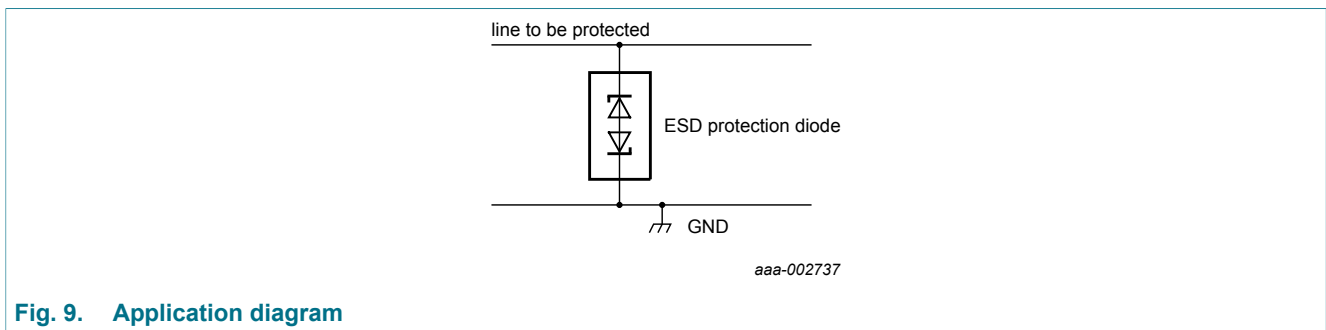 line to be protected
ESD protection diode
GND
aaa-002737
Fig. 9. Application diagram